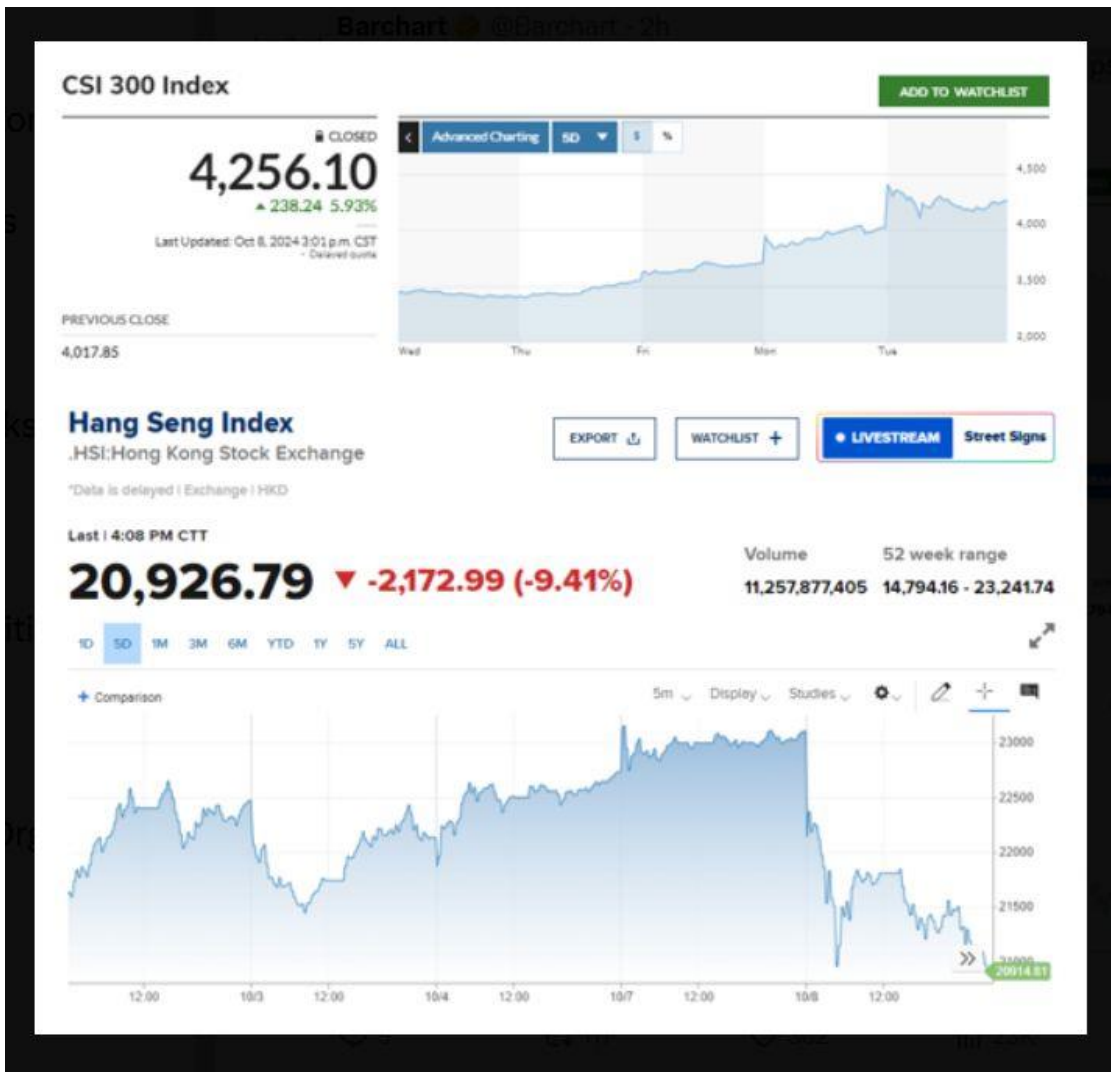 Barchart @Barchart · 2h
CSI 300 Index
ADD TO WATCHLIST
CLOSED
4,256.10
238.24 5.93%
Last Updated: Oct 8, 2024 3:01 p.m. CST
- Delayed quote
PREVIOUS CLOSE
4,017.85
Advanced Charting 5D $ %
4,500
4,000
3,500
3,000
Wed Thu Fri Mon Tue
Hang Seng Index
.HSI:Hong Kong Stock Exchange
EXPORT WATCHLIST + LIVESTREAM Street Signs
*Data is delayed | Exchange | HKD
Last | 4:08 PM CTT
20,926.79 ▼ -2,172.99 (-9.41%)
Volume 52 week range
11,257,877,405 14,794.16 - 23,241.74
1D 5D 1M 3M 6M YTD 1Y 5Y ALL
+ Comparison 5m Display Studies
23000
22500
22000
21500
21000
20914.81
12:00 10/3 12:00 10/4 12:00 10/7 12:00 10/8 12:00